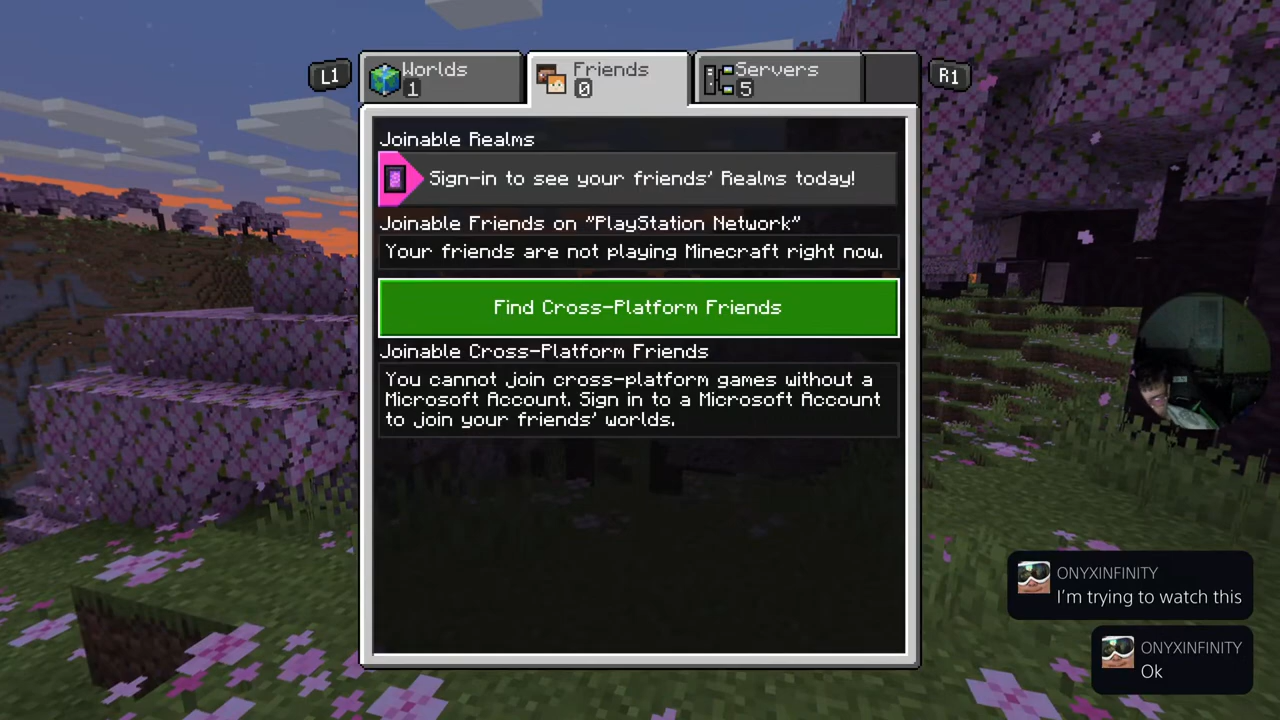 L1
Worlds
1
Friends
0
Servers
5
R1
Joinable Realms
Sign-in to see your friends' Realms today!
Joinable Friends on "PlayStation Network"
Your friends are not playing Minecraft right now.
Find Cross-Platform Friends
Joinable Cross-Platform Friends
You cannot join cross-platform games without a
Microsoft Account. Sign in to a Microsoft Account
to join your friends' worlds.
ONYXINFINITY
I'm trying to watch this
ONYXINFINITY
Ok